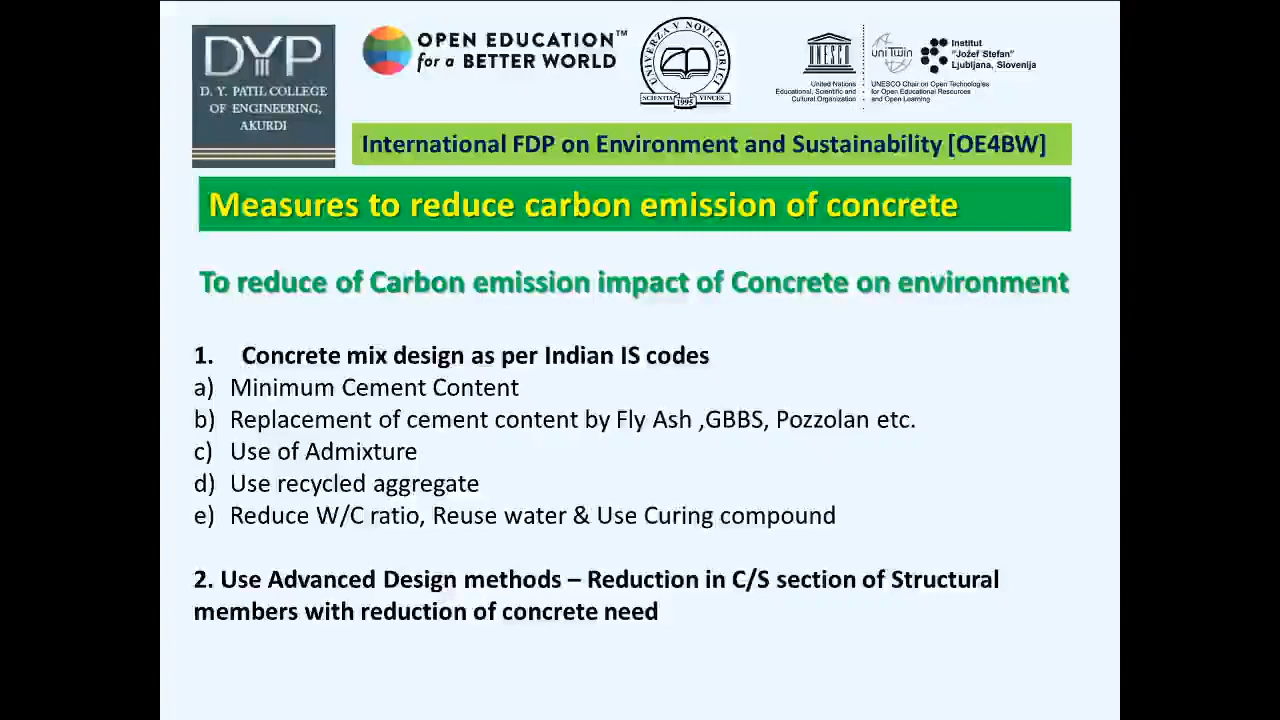 DYP
D. Y. PATIL COLLEGE
OF ENGINEERING,
AKURDI
OPEN EDUCATION™
for a BETTER WORLD
UNIVERZA V NOVI GORICI
SCIENTIA VINCES
1995
UNESCO
United Nations
Educational, Scientific and
Cultural Organization
uniTwin
Institut
"Jožef Stefan"
Ljubljana, Slovenija
UNESCO Chair on Open Technologies
for Open Educational Resources
and Open Learning
International FDP on Environment and Sustainability [OE4BW]
Measures to reduce carbon emission of concrete
To reduce of Carbon emission impact of Concrete on environment
1. Concrete mix design as per Indian IS codes
a) Minimum Cement Content
b) Replacement of cement content by Fly Ash ,GBBS, Pozzolan etc.
c) Use of Admixture
d) Use recycled aggregate
e) Reduce W/C ratio, Reuse water & Use Curing compound
2. Use Advanced Design methods – Reduction in C/S section of Structural
members with reduction of concrete need